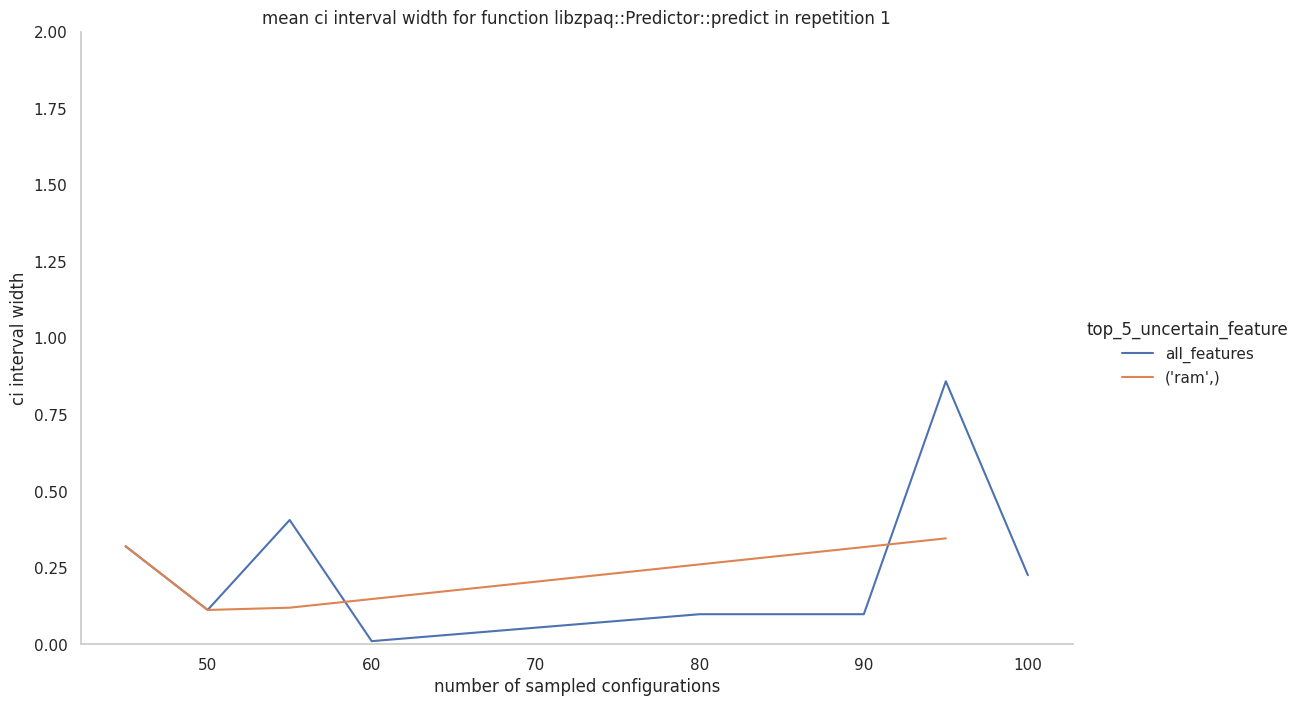 mean ci interval width for function libzpaq::Predictor::predict in repetition 1
2.00
1.75
1.50
1.25
1.00
0.75
0.50
0.25
0.00
ci interval width
50 60 70 80 90 100
number of sampled configurations
top_5_uncertain_feature
all_features
('ram',)